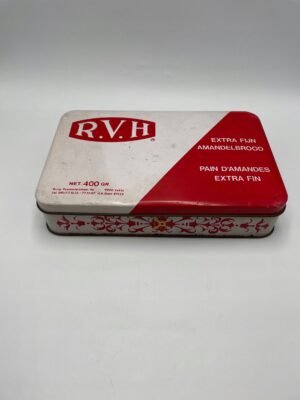 R.V.H
®
EXTRA FIJN
AMANDELBROOD
PAIN D'AMANDES
EXTRA FIN
NET. 400 GR.